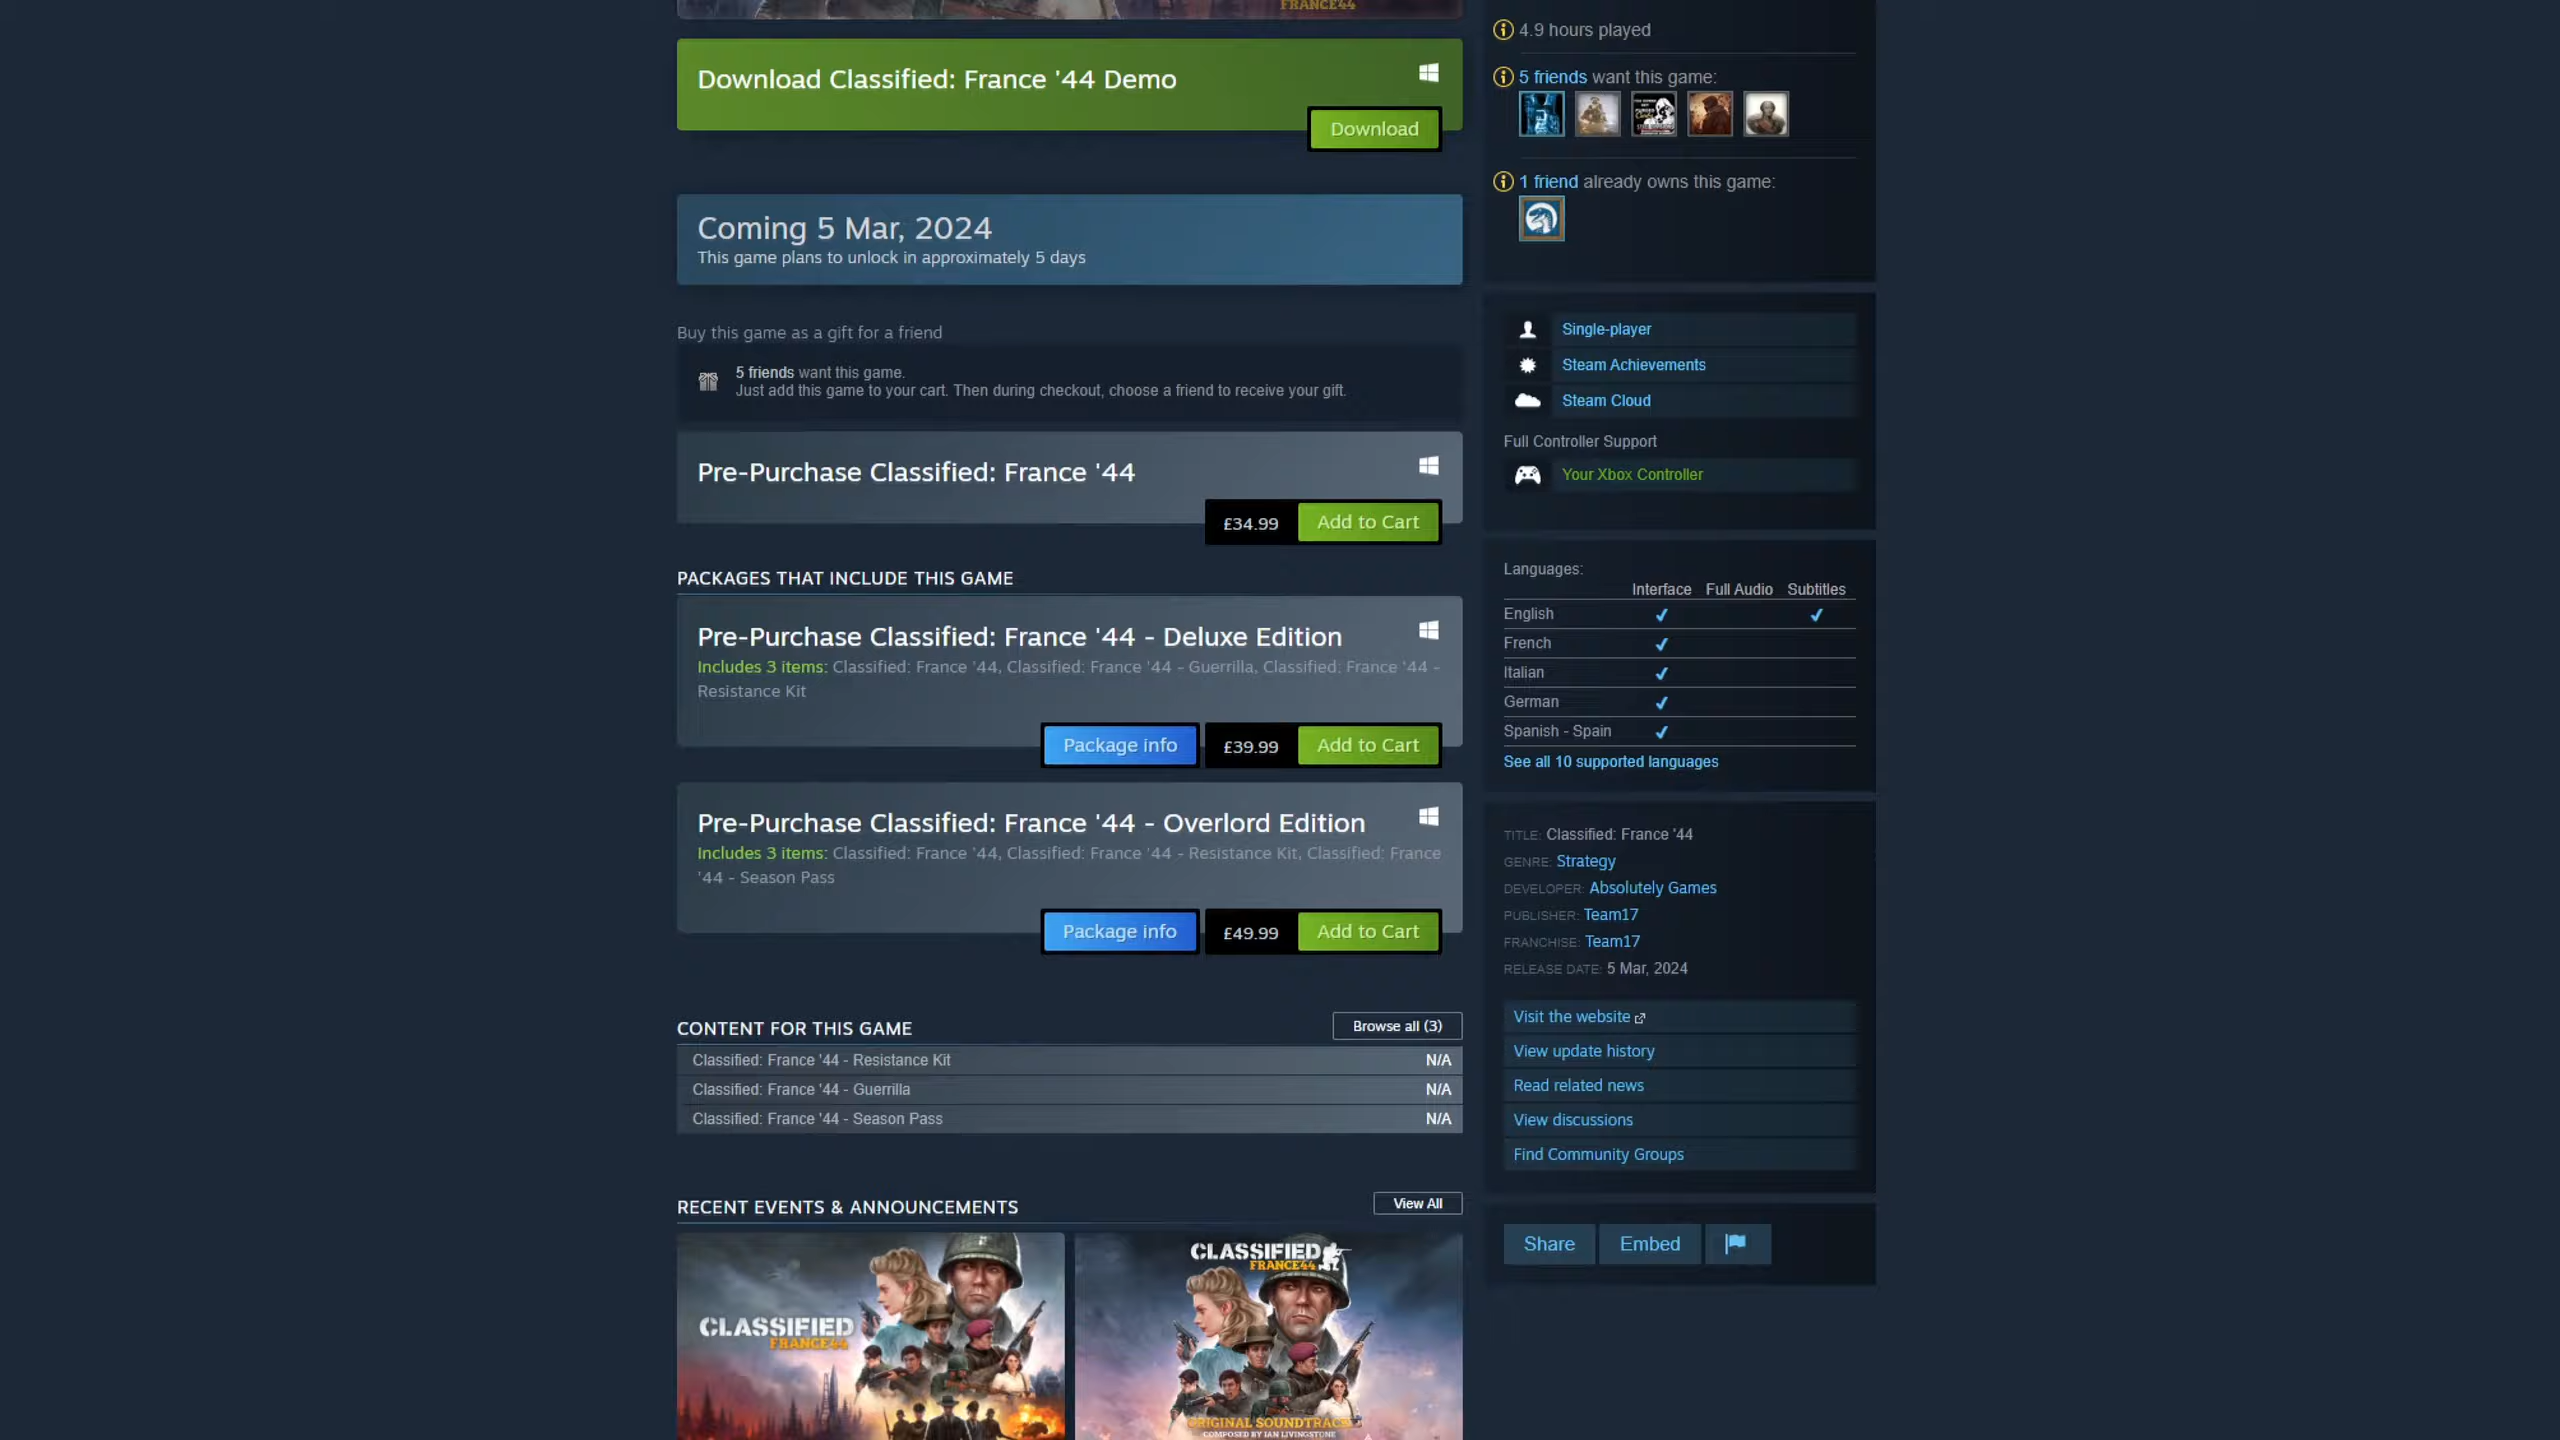 FRANCE44
Download Classified: France '44 Demo
Download
Coming 5 Mar, 2024
This game plans to unlock in approximately 5 days
Buy this game as a gift for a friend
5 friends want this game.
Just add this game to your cart. Then during checkout, choose a friend to receive your gift.
Pre-Purchase Classified: France '44
£34.99 Add to Cart
PACKAGES THAT INCLUDE THIS GAME
Pre-Purchase Classified: France '44 - Deluxe Edition
Includes 3 items: Classified: France '44, Classified: France '44 - Guerrilla, Classified: France '44 -
Resistance Kit
Package info £39.99 Add to Cart
Pre-Purchase Classified: France '44 - Overlord Edition
Includes 3 items: Classified: France '44, Classified: France '44 - Resistance Kit, Classified: France
'44 - Season Pass
Package info £49.99 Add to Cart
CONTENT FOR THIS GAME Browse all (3)
Classified: France '44 - Resistance Kit N/A
Classified: France '44 - Guerrilla N/A
Classified: France '44 - Season Pass N/A
RECENT EVENTS & ANNOUNCEMENTS View All
CLASSIFIED
FRANCE44
CLASSIFIED
FRANCE44
ORIGINAL SOUNDTRACK
COMPOSED BY IAN LIVINGSTONE
4.9 hours played
5 friends want this game:
1 friend already owns this game:
Single-player
Steam Achievements
Steam Cloud
Full Controller Support
Your Xbox Controller
Languages:
Interface Full Audio Subtitles
English ✔ ✔
French ✔
Italian ✔
German ✔
Spanish - Spain ✔
See all 10 supported languages
TITLE: Classified: France '44
GENRE: Strategy
DEVELOPER: Absolutely Games
PUBLISHER: Team17
FRANCHISE: Team17
RELEASE DATE: 5 Mar, 2024
Visit the website
View update history
Read related news
View discussions
Find Community Groups
Share Embed